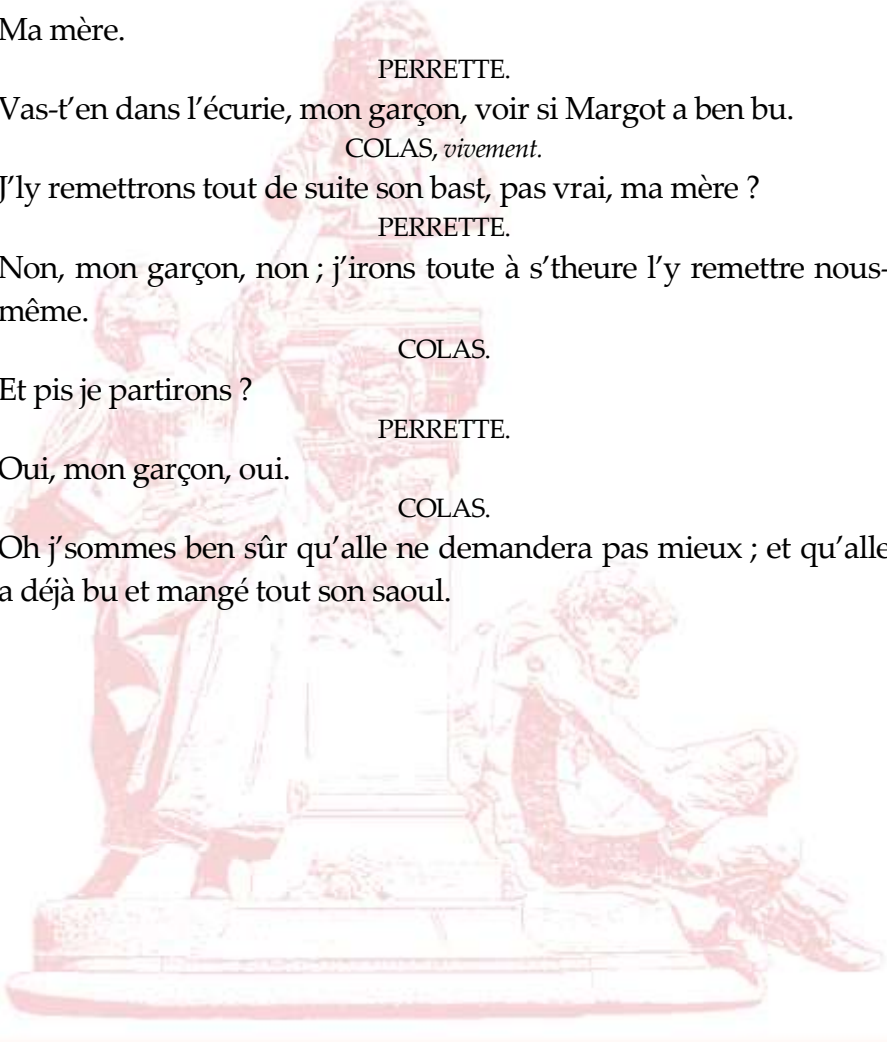 Ma mère.
PERRETTE.
Vas-t’en dans l’écurie, mon garçon, voir si Margot a ben bu.
COLAS, vivement.
J’ly remettrons tout de suite son bast, pas vrai, ma mère ?
PERRETTE.
Non, mon garçon, non ; j’irons toute à s’theure l’y remettre nous-
même.
COLAS.
Et pis je partirons ?
PERRETTE.
Oui, mon garçon, oui.
COLAS.
Oh j’sommes ben sûr qu’alle ne demandera pas mieux ; et qu’alle
a déjà bu et mangé tout son saoul.